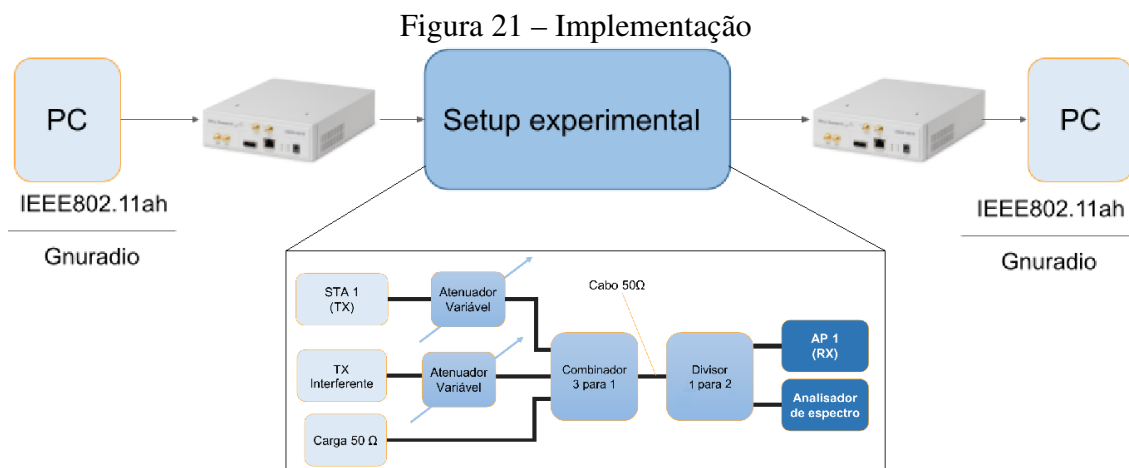 Figura 21 – Implementação
PC
Setup experimental
PC
IEEE802.11ah
Gnuradio
IEEE802.11ah
Gnuradio
STA 1
(TX)
Atenuador
Variável
Cabo 50Ω
TX
Interferente
Atenuador
Variável
Combinador
3 para 1
Divisor
1 para 2
AP 1
(RX)
Analisador
de espectro
Carga 50 Ω